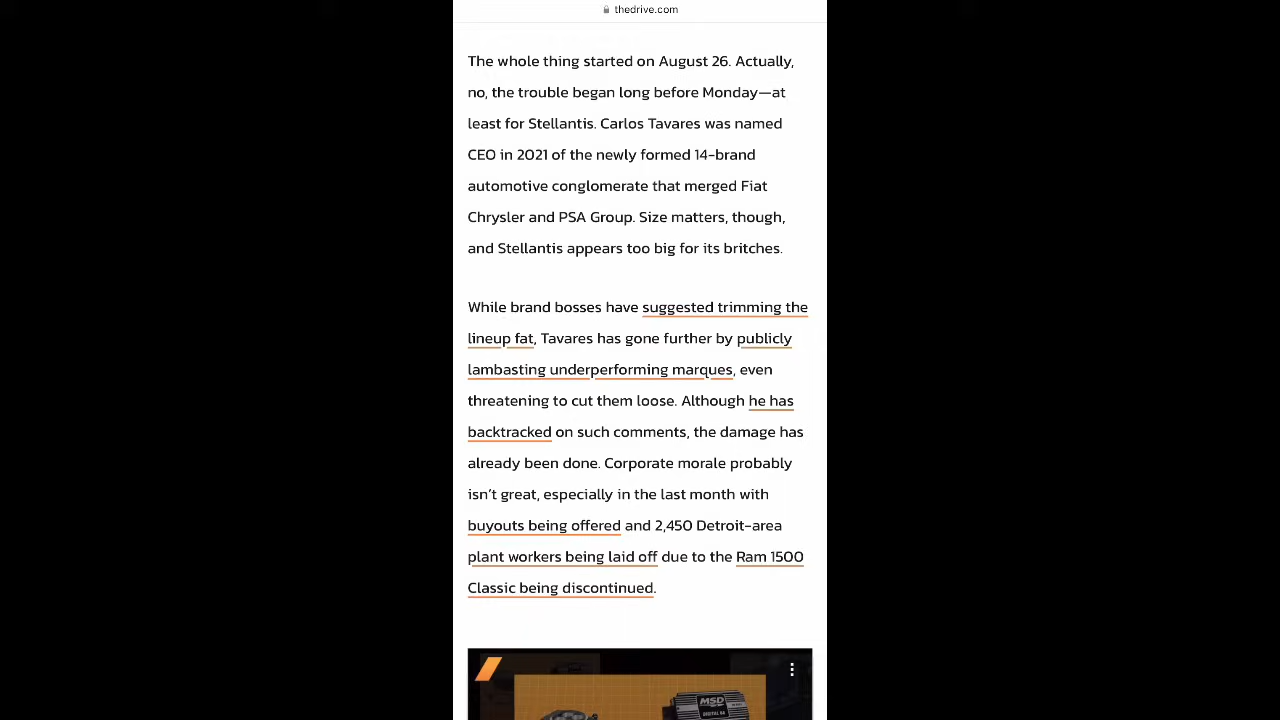 thedrive.com
The whole thing started on August 26. Actually,
no, the trouble began long before Monday—at
least for Stellantis. Carlos Tavares was named
CEO in 2021 of the newly formed 14-brand
automotive conglomerate that merged Fiat
Chrysler and PSA Group. Size matters, though,
and Stellantis appears too big for its britches.
While brand bosses have suggested trimming the
lineup fat, Tavares has gone further by publicly
lambasting underperforming marques, even
threatening to cut them loose. Although he has
backtracked on such comments, the damage has
already been done. Corporate morale probably
isn’t great, especially in the last month with
buyouts being offered and 2,450 Detroit-area
plant workers being laid off due to the Ram 1500
Classic being discontinued.
MSD